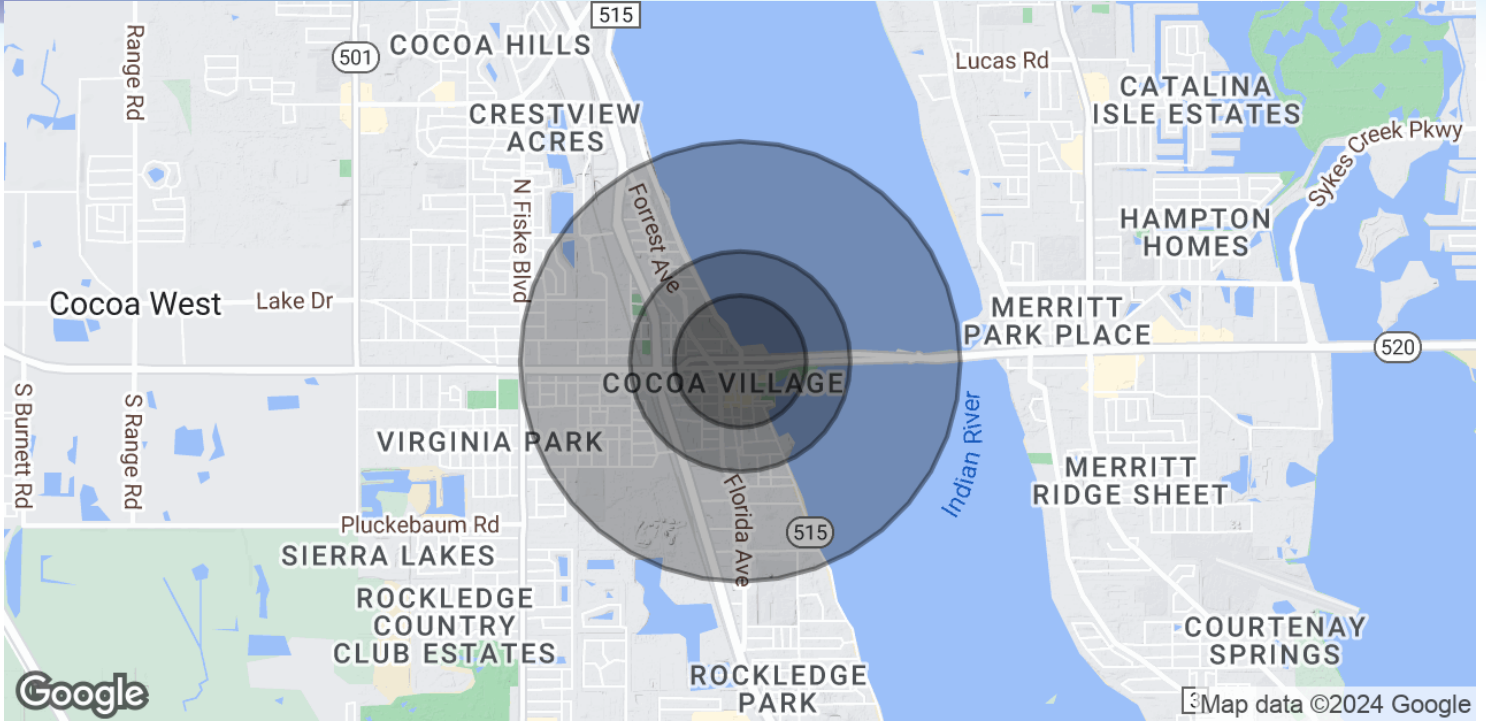 515
COCOA HILLS
501
Range Rd
Lucas Rd
CATALINA
ISLE ESTATES
CRESTVIEW
ACRES
Sykes Creek Pkwy
N Fiske Blvd
Forrest Ave
HAMPTON
HOMES
Cocoa West
Lake Dr
MERRITT
PARK PLACE
520
COCOA VILLAGE
S Burnett Rd
S Range Rd
VIRGINIA PARK
Indian River
MERRITT
RIDGE SHEET
Florida Ave
Pluckebaum Rd
515
SIERRA LAKES
ROCKLEDGE
COUNTRY
CLUB ESTATES
COURTENAY
SPRINGS
ROCKLEDGE
PARK
Google
Map data ©2024 Google